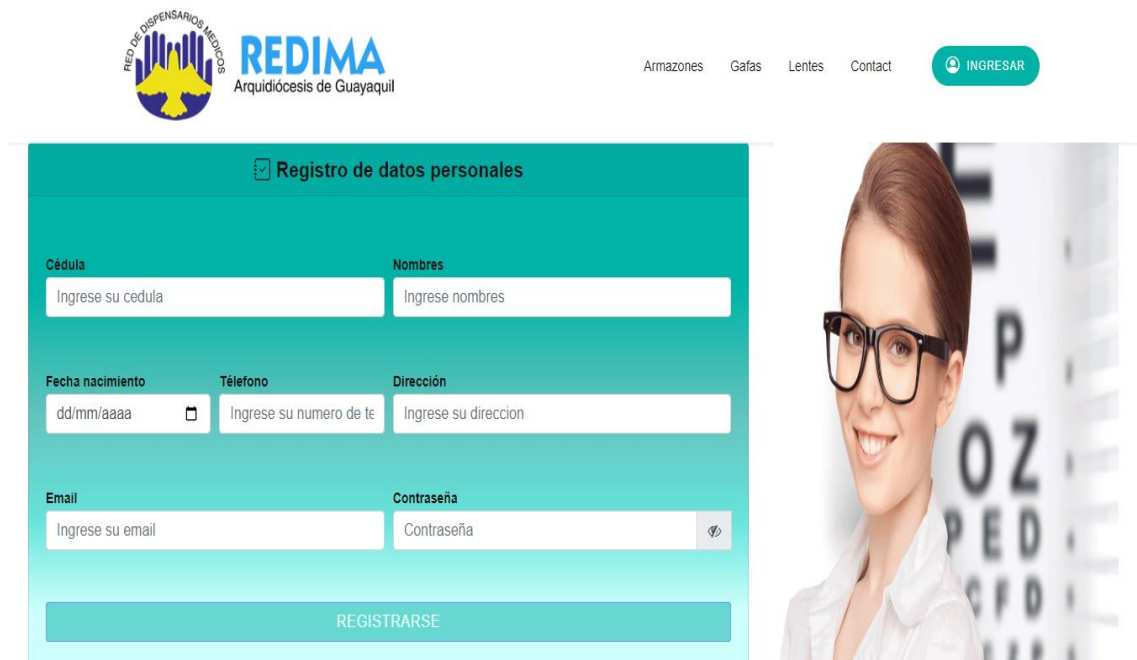 RED DE DISPENSARIOS MEDICOS
REDIMA
Arquidiócesis de Guayaquil
Armazones Gafas Lentes Contact INGRESAR
Registro de datos personales
Cédula Nombres
Ingrese su cedula Ingrese nombres
Fecha nacimiento Télefono Dirección
dd/mm/aaaa Ingrese su numero de te Ingrese su direccion
Email Contraseña
Ingrese su email Contraseña
REGISTRARSE
E
P
O Z
P E D
C F D